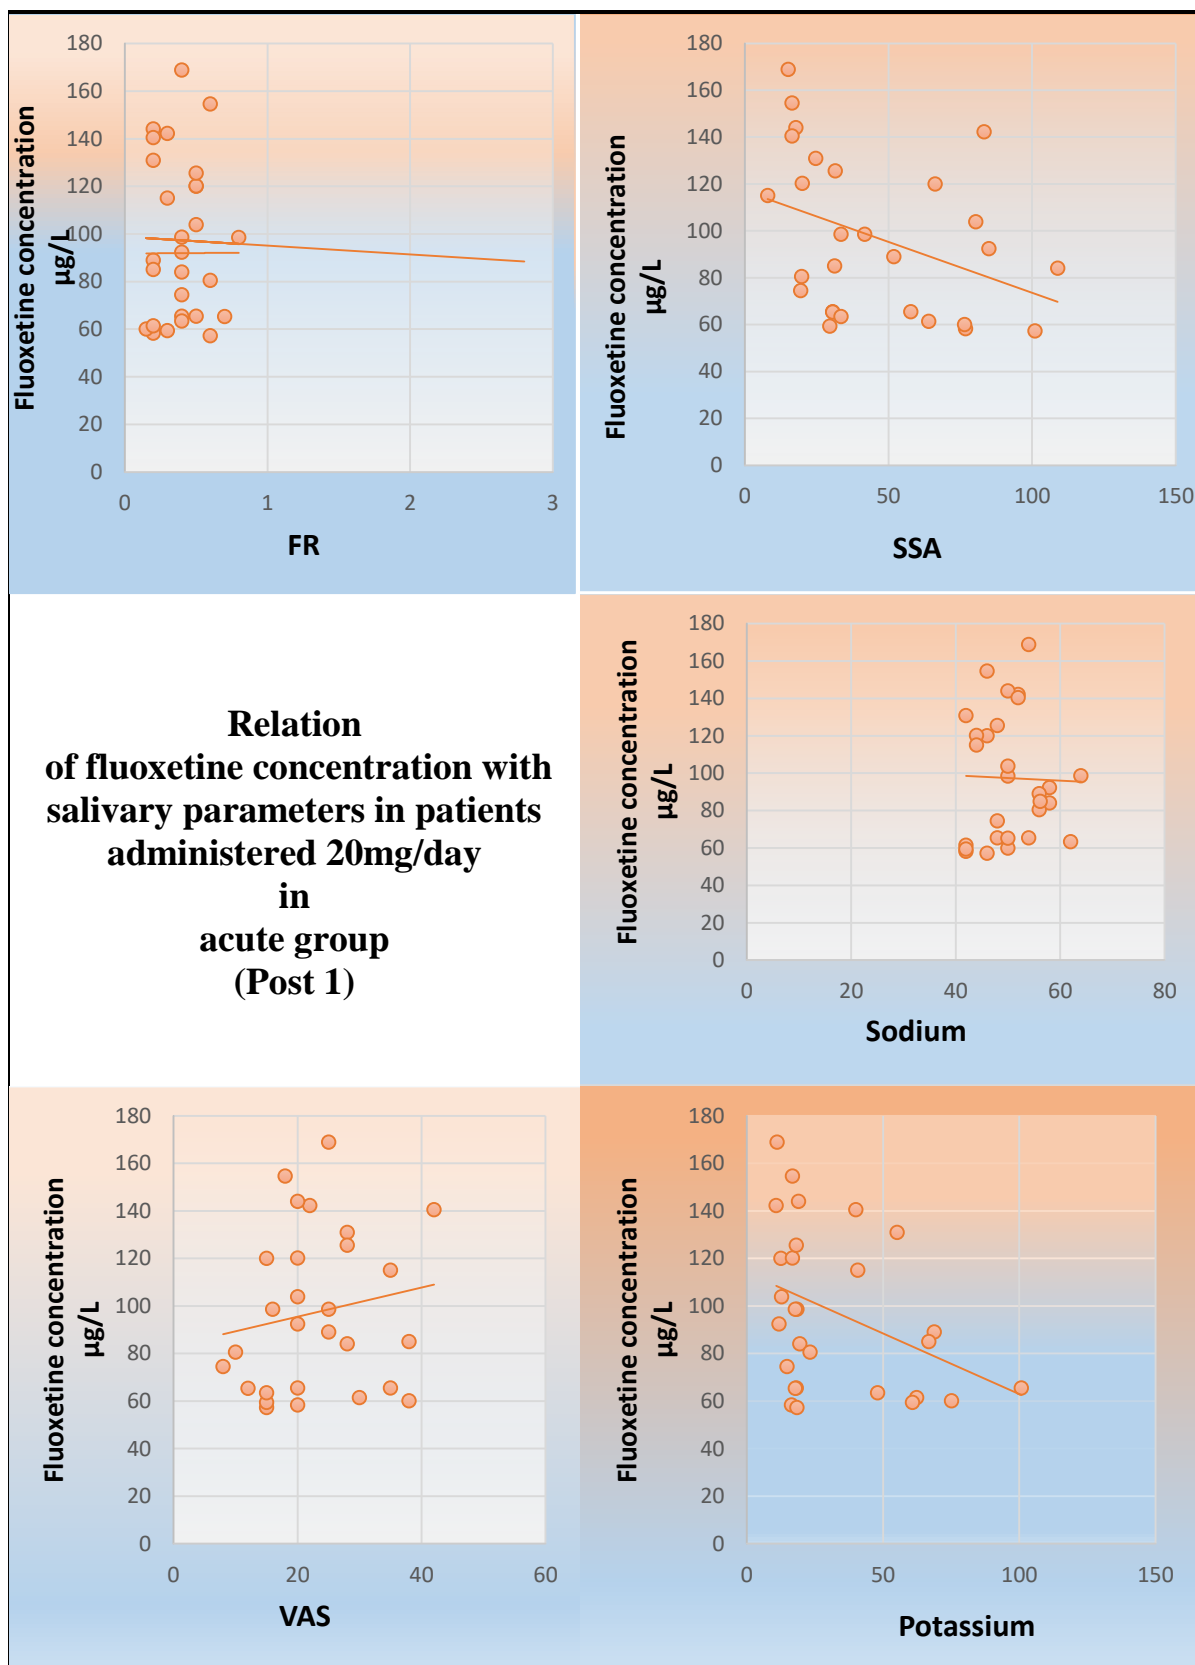 180
160
140
120
100
80
60
40
20
0
0 1 2 3
Fluoxetine concentration
µg/L
FR
180
160
140
120
100
80
60
40
20
0
0 50 100 150
Fluoxetine concentration
µg/L
SSA
Relation
of fluoxetine concentration with
salivary parameters in patients
administered 20mg/day
in
acute group
(Post 1)
180
160
140
120
100
80
60
40
20
0
0 20 40 60 80
Fluoxetine concentration
µg/L
Sodium
180
160
140
120
100
80
60
40
20
0
0 20 40 60
Fluoxetine concentration
µg/L
VAS
180
160
140
120
100
80
60
40
20
0
0 50 100 150
Fluoxetine concentration
µg/L
Potassium